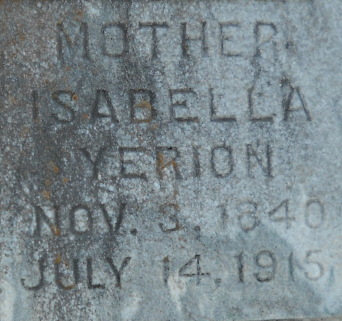 MOTHER
ISABELLA
YERION
NOV. 3, 1840
JULY 14, 1915